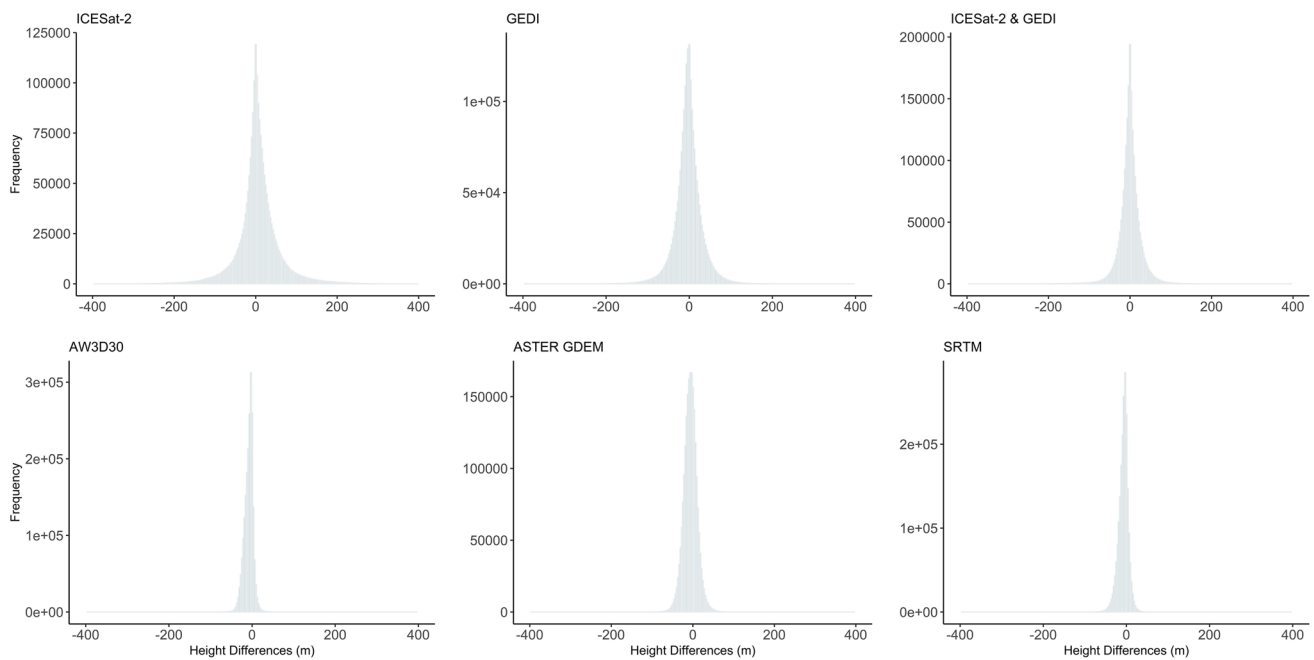 ICESat-2
GEDI
ICESat-2 & GEDI
Frequency
125000
100000
75000
50000
25000
0
-400
-200
0
200
400
1e+05
5e+04
0e+00
-400
-200
0
200
400
200000
150000
100000
50000
0
-400
-200
0
200
400
AW3D30
ASTER GDEM
SRTM
Frequency
3e+05
2e+05
1e+05
0e+00
-400
-200
0
200
400
Height Differences (m)
150000
100000
50000
0
-400
-200
0
200
400
Height Differences (m)
2e+05
1e+05
0e+00
-400
-200
0
200
400
Height Differences (m)